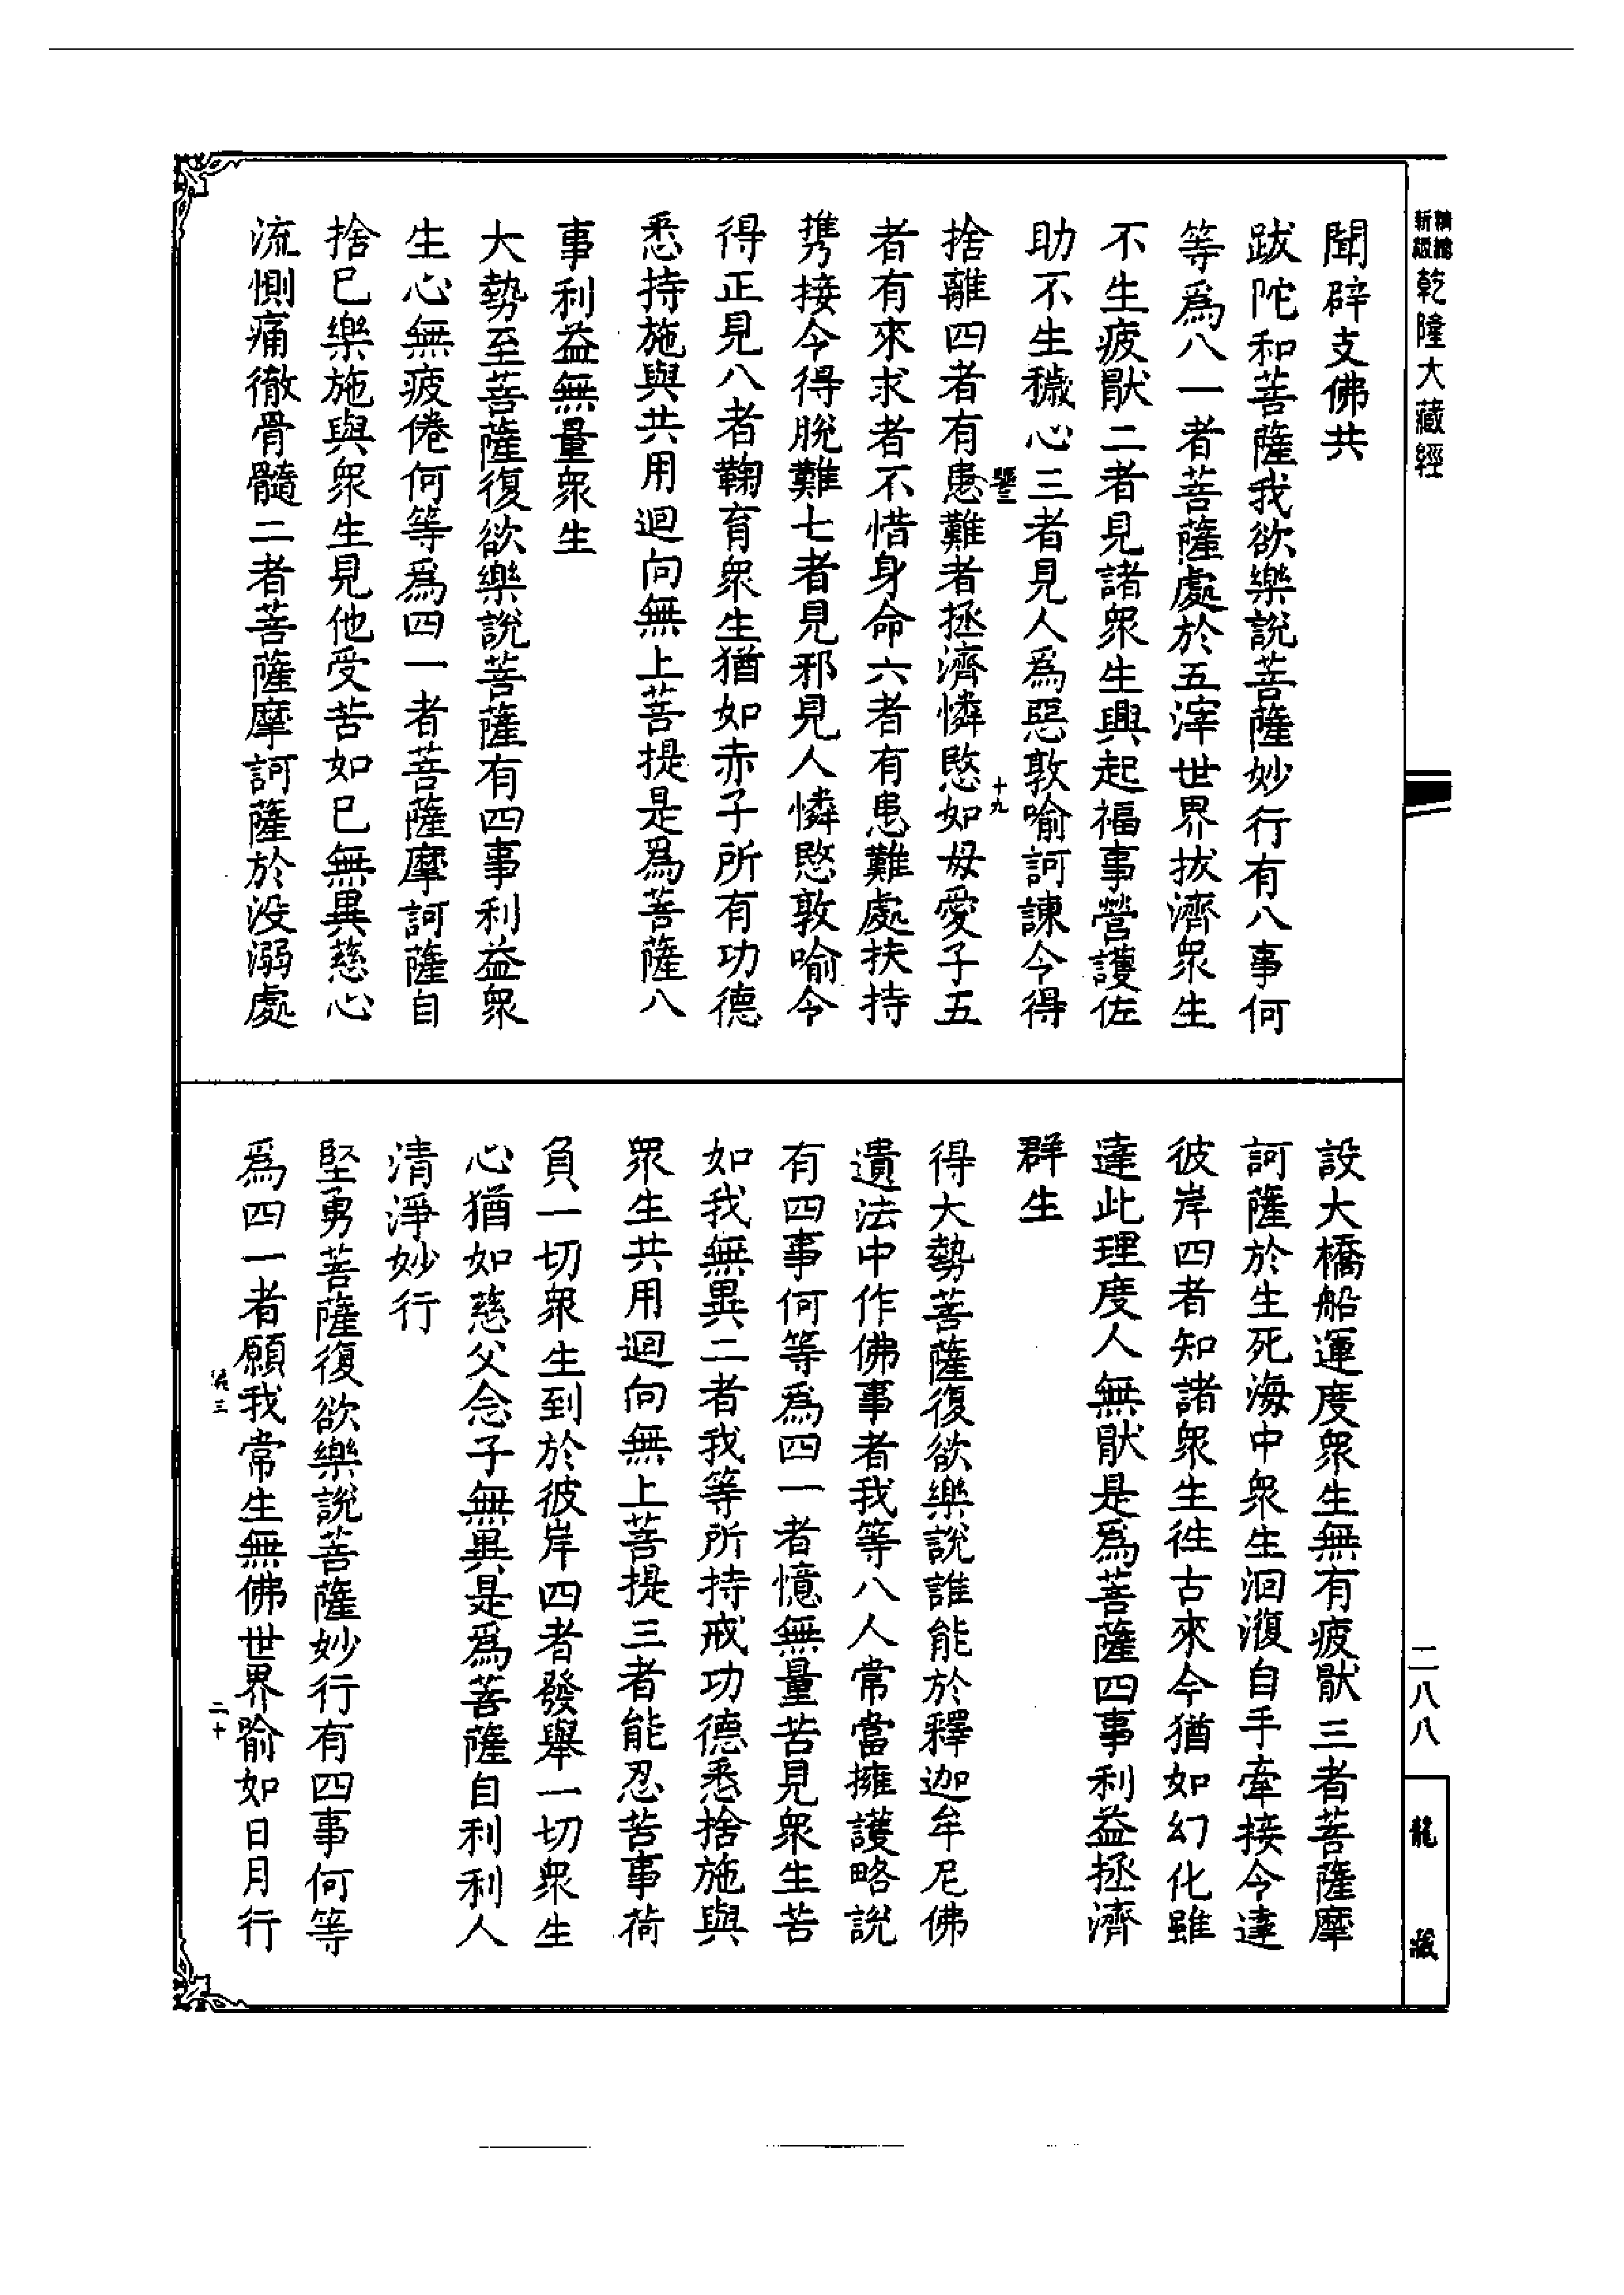 乾隆大藏經
聞辟支佛共
跋陀和菩薩我欲樂說菩薩妙行有八事何
等爲八一者菩薩處於五滓世界拔濟衆生
不生疲猒二者見諸衆生興起福事營護佐
助不生穢心三者見人爲惡敦喻訶諫令得
捨離四者有患難者拯濟憐愍如母愛子五
十九
者有來求者不惜身命六者有患難處扶持
携接令得脫難七者見邪見人憐愍敦喻令
得正見八者鞠育衆生猶如赤子所有功德
悉持施與共用迴向無上菩提是爲菩薩八
事利益無量衆生
大勢至菩薩復欲樂說菩薩有四事利益衆
生心無疲倦何等爲四一者菩薩摩訶薩自
捨已樂施與衆生見他受苦如已無異慈心
流惻痛徹骨髓二者菩薩摩訶薩於没溺處
設大橋船運度衆生無有疲猒三者菩薩摩
訶薩於生死海中衆生洄澓自手牽接令達
彼岸四者知諸衆生徃古來今猶如幻化雖
達此理度人無猒是爲菩薩四事利益拯濟
群生
得大勢菩薩復欲樂說誰能於釋迦牟尼佛
遺法中作佛事者我等八人常當擁護略說
有四事何等爲四一者憶無量苦見衆生苦
如我無異二者我等所持戒功德悉捨施與
衆生共用迴向無上菩提三者能忍苦事荷
負一切衆生到於彼岸四者發舉一切衆生
心猶如慈父念子無異是爲菩薩自利利人
清淨妙行
堅勇菩薩復欲樂說菩薩妙行有四事何等
爲四一者願我常生無佛世界喻如日月行
二十
二八八
龍藏